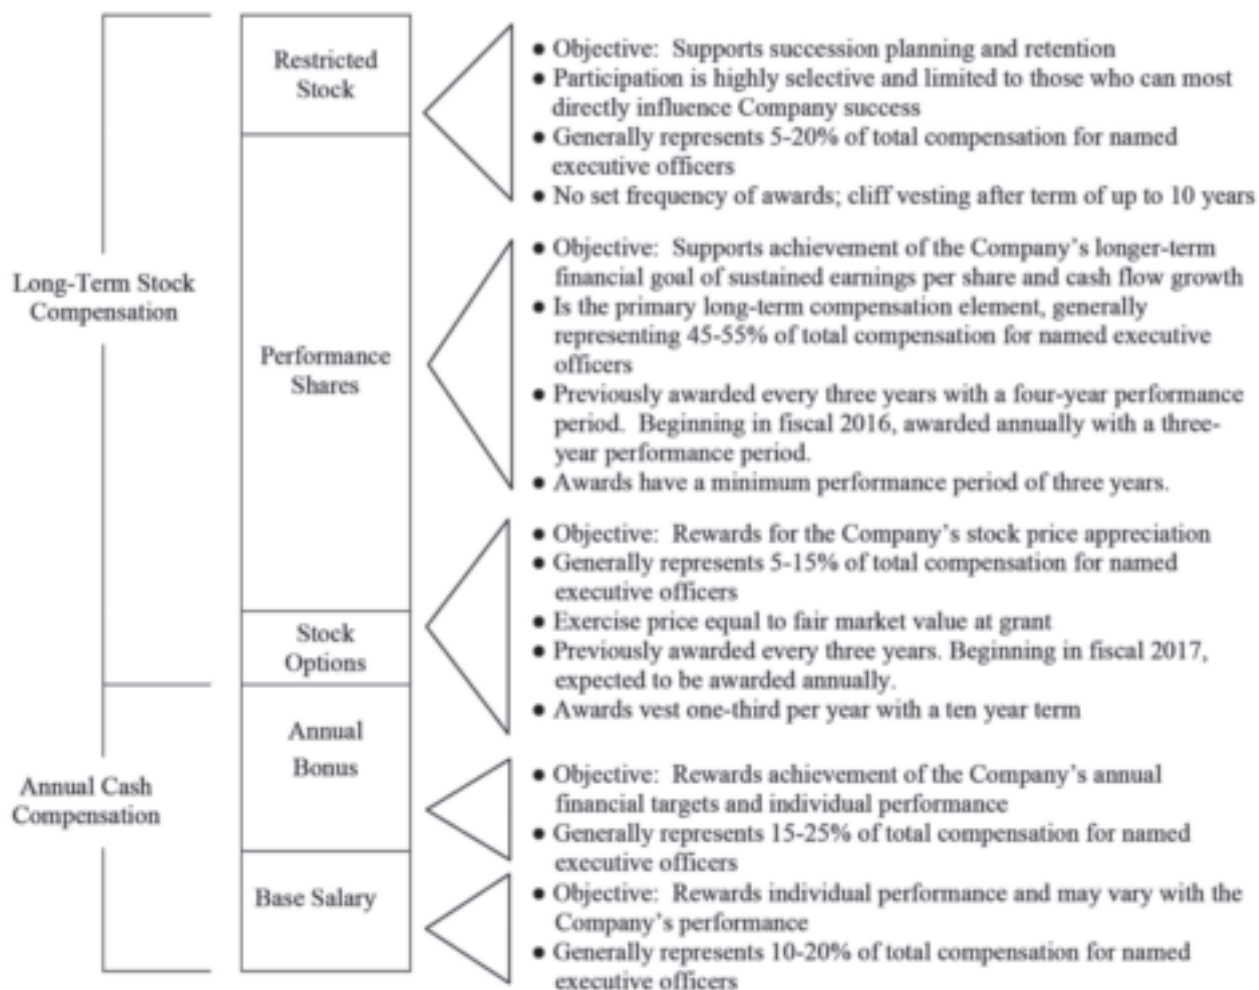 Restricted
Stock
● Objective: Supports succession planning and retention
● Participation is highly selective and limited to those who can most
directly influence Company success
● Generally represents 5-20% of total compensation for named
executive officers
● No set frequency of awards; cliff vesting after term of up to 10 years
Long-Term Stock
Compensation
Performance
Shares
● Objective: Supports achievement of the Company's longer-term
financial goal of sustained earnings per share and cash flow growth
● Is the primary long-term compensation element, generally
representing 45-55% of total compensation for named executive
officers
● Previously awarded every three years with a four-year performance
period. Beginning in fiscal 2016, awarded annually with a three-
year performance period.
● Awards have a minimum performance period of three years.
Stock
Options
● Objective: Rewards for the Company's stock price appreciation
● Generally represents 5-15% of total compensation for named
executive officers
● Exercise price equal to fair market value at grant
● Previously awarded every three years. Beginning in fiscal 2017,
expected to be awarded annually.
● Awards vest one-third per year with a ten year term
Annual Cash
Compensation
Annual
Bonus
● Objective: Rewards achievement of the Company's annual
financial targets and individual performance
● Generally represents 15-25% of total compensation for named
executive officers
Base Salary
● Objective: Rewards individual performance and may vary with the
Company's performance
● Generally represents 10-20% of total compensation for named
executive officers